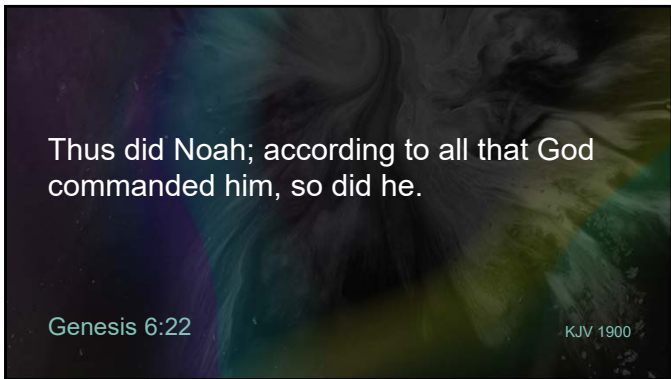 Thus did Noah; according to all that God
commanded him, so did he.
Genesis 6:22
KJV 1900